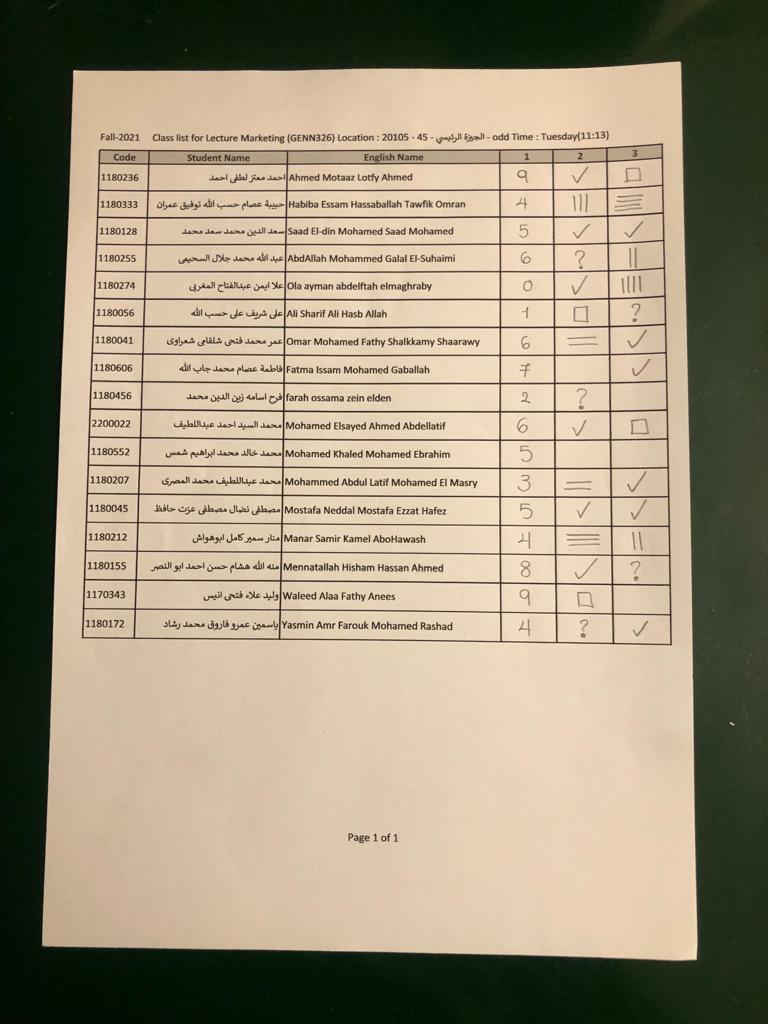 Fall-2021 Class list for Lecture Marketing (GENN326) Location : 20105 - 45 - الجيزة الرئيسي - odd Time : Tuesday(11:13)
Code Student Name English Name 1 2 3
1180236 احمد معتز لطفى احمد Ahmed Motaaz Lotfy Ahmed 9 ✓ □
1180333 حبيبة عصام حسب الله توفيق عمران Habiba Essam Hassaballah Tawfik Omran 4 ||| ≡
1180128 سعد الدين محمد سعد محمد Saad El-din Mohamed Saad Mohamed 5 ✓ ✓
1180255 عبد الله محمد جلال السحيمى AbdAllah Mohammed Galal El-Suhaimi 6 ? ||
1180274 علا ايمن عبدالفتاح المغربى Ola ayman abdelftah elmaghraby 0 ✓ ||||
1180056 على شريف على حسب الله Ali Sharif Ali Hasb Allah 1 □ ?
1180041 عمر محمد فتحى شلقامى شعراوى Omar Mohamed Fathy Shalkkamy Shaarawy 6 = ✓
1180606 فاطمة عصام محمد جاب الله Fatma Issam Mohamed Gaballah 7 ✓
1180456 فرح اسامه زين الدين محمد farah ossama zein elden 2 ?
2200022 محمد السيد احمد عبداللطيف Mohamed Elsayed Ahmed Abdellatif 6 ✓ □
1180552 محمد خالد محمد ابراهيم شمس Mohamed Khaled Mohamed Ebrahim 5
1180207 محمد عبداللطيف محمد المصرى Mohammed Abdul Latif Mohamed El Masry 3 = ✓
1180045 مصطفى نضال مصطفى عزت حافظ Mostafa Neddal Mostafa Ezzat Hafez 5 ✓ ✓
1180212 منار سمير كامل ابوهواش Manar Samir Kamel AboHawash 4 ≡ ||
1180155 منه الله هشام حسن احمد ابو النصر Mennatallah Hisham Hassan Ahmed 8 ✓ ?
1170343 وليد علاء فتحى انيس Waleed Alaa Fathy Anees 9 □
1180172 ياسمين عمرو فاروق محمد رشاد Yasmin Amr Farouk Mohamed Rashad 4 ? ✓
Page 1 of 1